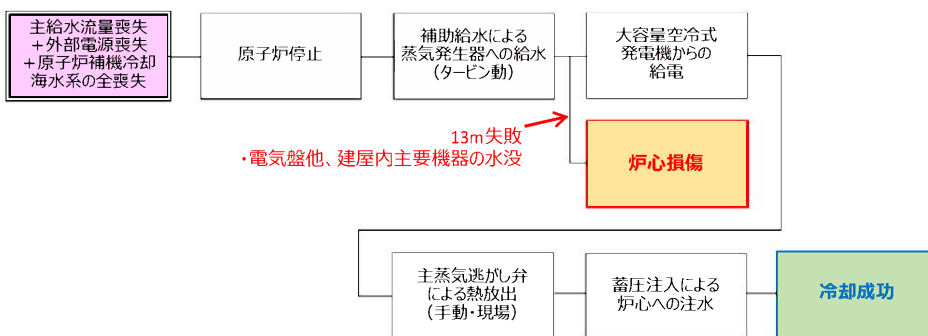 主給水流量喪失
+外部電源喪失
+原子炉補機冷却
海水系の全喪失
原子炉停止
補助給水による
蒸気発生器への給水
（タービン動）
大容量空冷式
発電機からの
給電
13m失敗
・電気盤他、建屋内主要機器の水没
炉心損傷
主蒸気逃がし弁
による熱放出
（手動・現場）
蓄圧注入による
炉心への注水
冷却成功